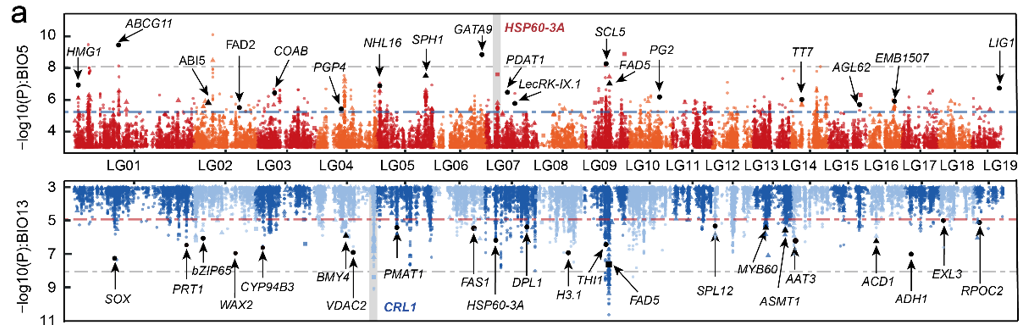 a
HSP60-3A
ABCG11
GATA9
SCL5
HMG1
FAD2
COAB
NHL16
SPH1
PDAT1
FAD5
PG2
TT7
EMB1507
LIG1
ABI5
PGP4
LecRK-IX.1
AGL62
−log10(P):BIO5
10
8
6
4
LG01 LG02 LG03 LG04 LG05 LG06 LG07 LG08 LG09 LG10 LG11 LG12 LG13 LG14 LG15 LG16 LG17 LG18 LG19
−log10(P):BIO13
3
5
7
9
11
SOX
PRT1
bZIP65
WAX2
CYP94B3
BMY4
VDAC2
CRL1
PMAT1
FAS1
HSP60-3A
DPL1
H3.1
THI1
FAD5
SPL12
MYB60
ASMT1
AAT3
ACD1
ADH1
EXL3
RPOC2